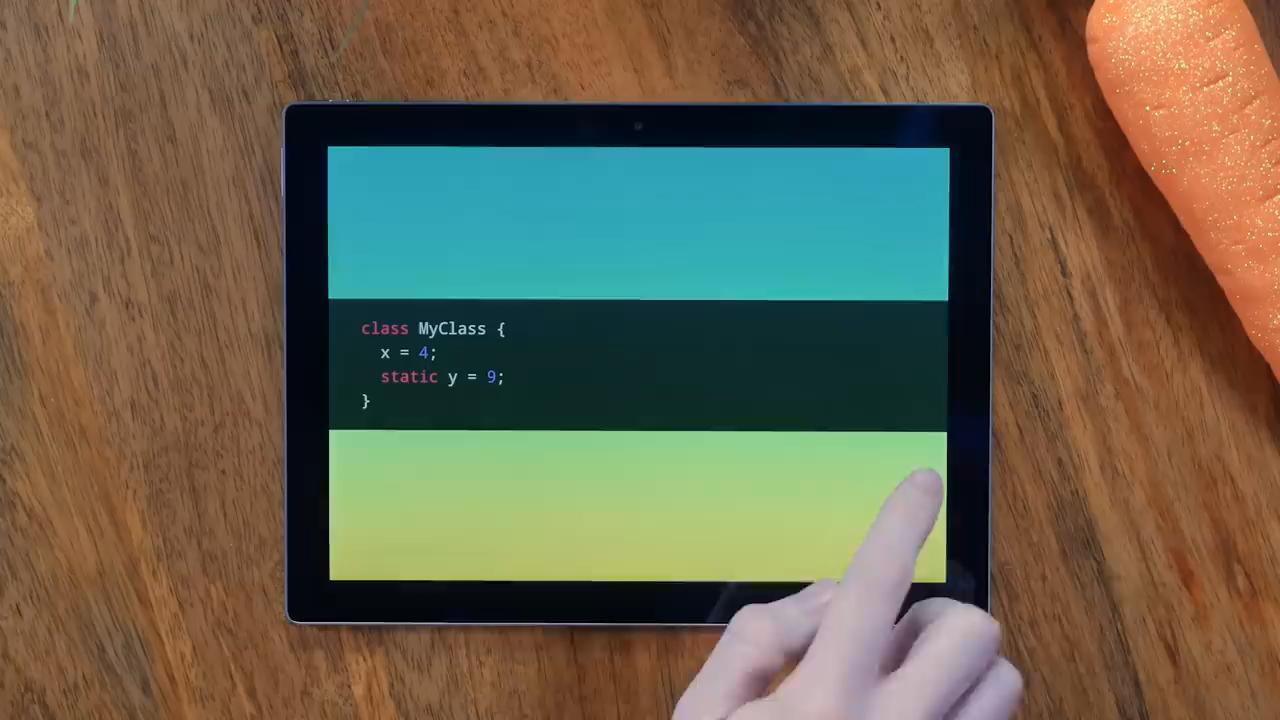 class MyClass {
  x = 4;
  static y = 9;
}